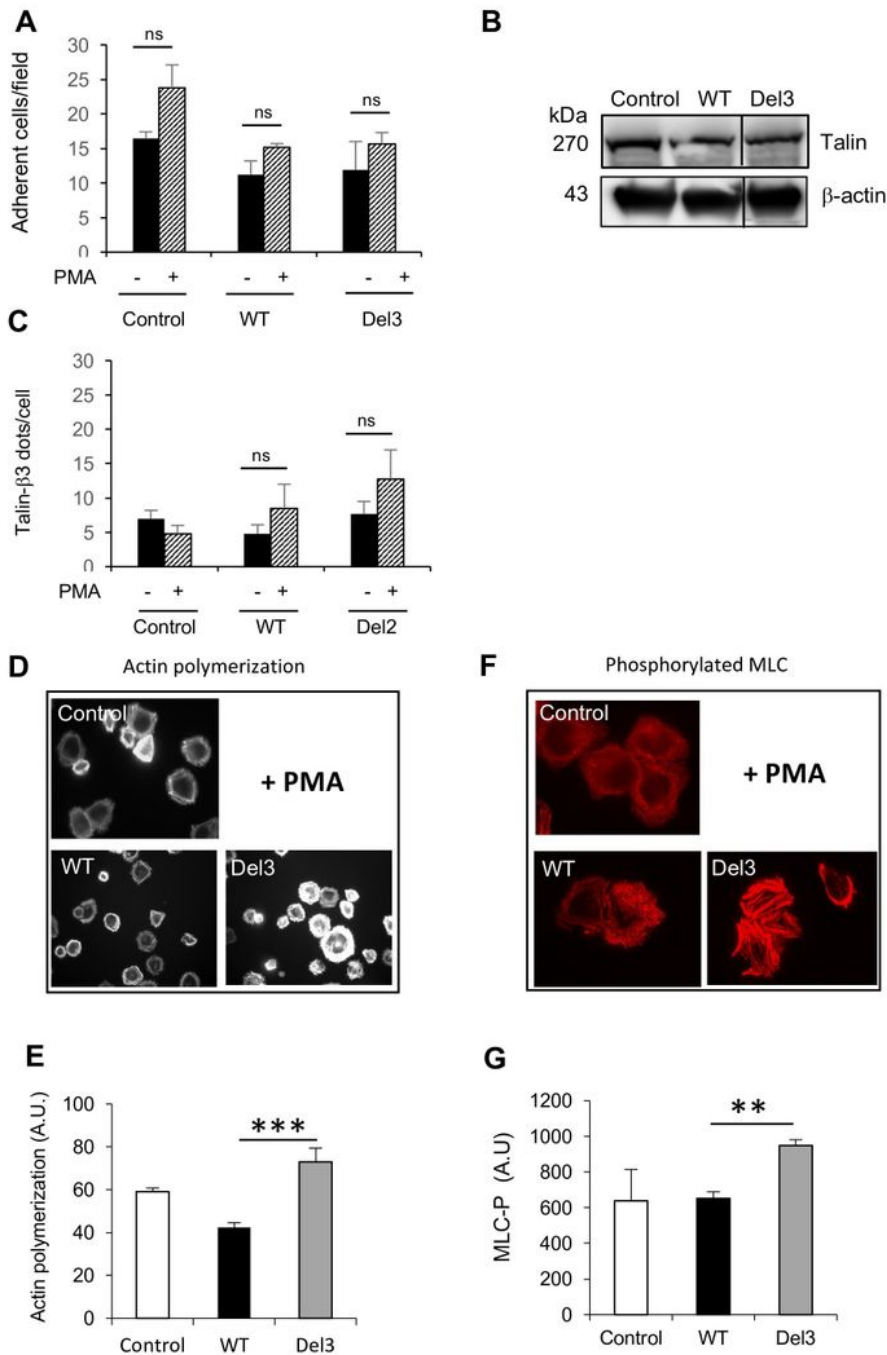 A
Adherent cells/field
30
25
20
15
10
5
0
ns
ns
ns
PMA
- + - + - +
Control WT Del3
B
Control WT Del3
kDa
270
Talin
43
β-actin
C
Talin-β3 dots/cell
30
25
20
15
10
5
0
ns
ns
PMA
- + - + - +
Control WT Del2
D
Actin polymerization
Control
+ PMA
WT
Del3
F
Phosphorylated MLC
Control
+ PMA
WT
Del3
E
Actin polymerization (A.U.)
100
80
60
40
20
0
***
Control WT Del3
G
MLC-P (A.U)
1200
1000
800
600
400
200
0
**
Control WT Del3